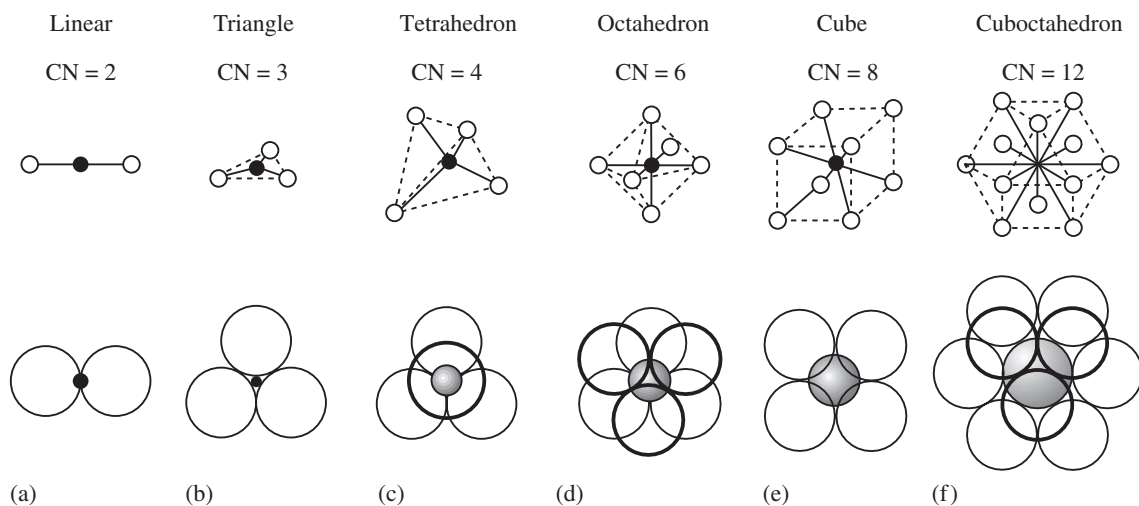 Linear Triangle Tetrahedron Octahedron Cube Cuboctahedron
CN = 2 CN = 3 CN = 4 CN = 6 CN = 8 CN = 12
(a) (b) (c) (d) (e) (f)